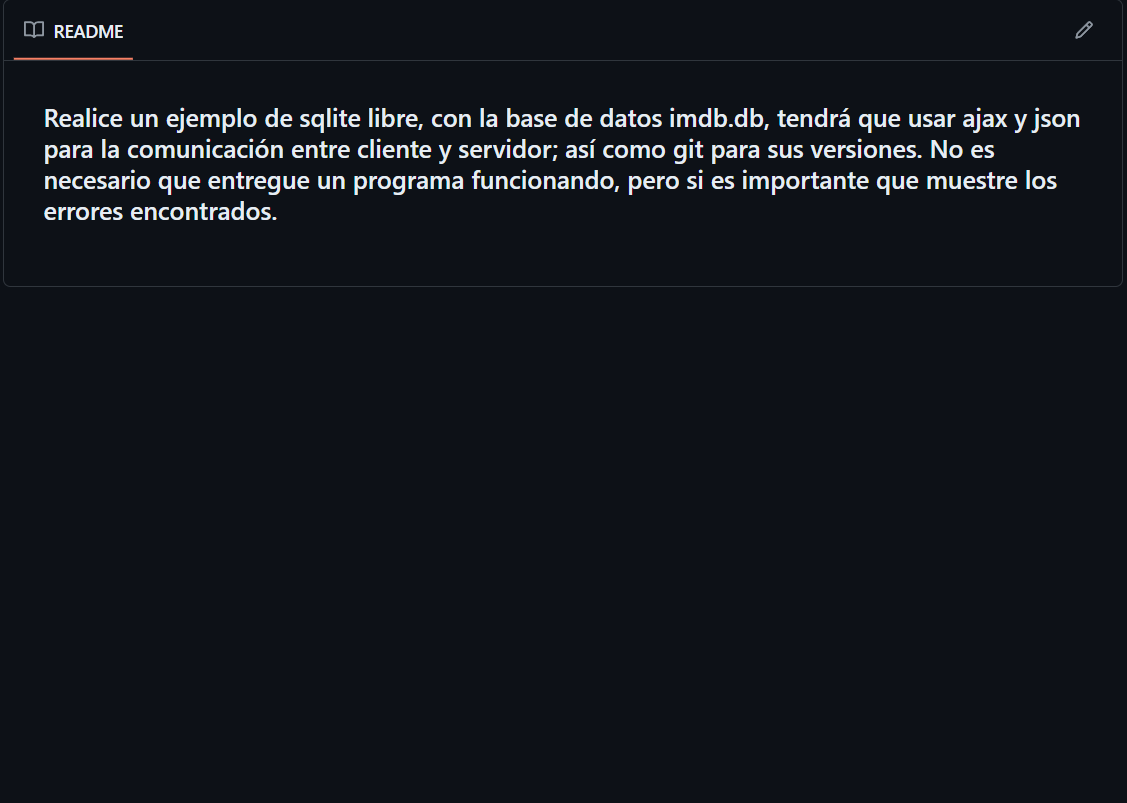 README
Realice un ejemplo de sqlite libre, con la base de datos imdb.db, tendrá que usar ajax y json
para la comunicación entre cliente y servidor; así como git para sus versiones. No es
necesario que entregue un programa funcionando, pero si es importante que muestre los
errores encontrados.